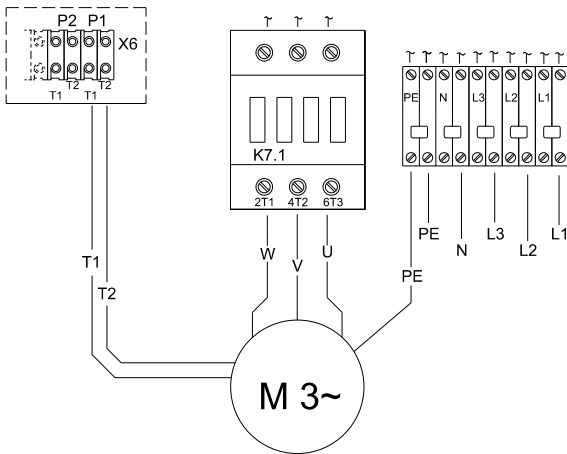 P2 P1
X6
T2 T2
T1 T1
K7.1
2T1 4T2 6T3
PE N L3 L2 L1
W V U
PE N L3 L2 L1
PE
T1
T2
M 3~